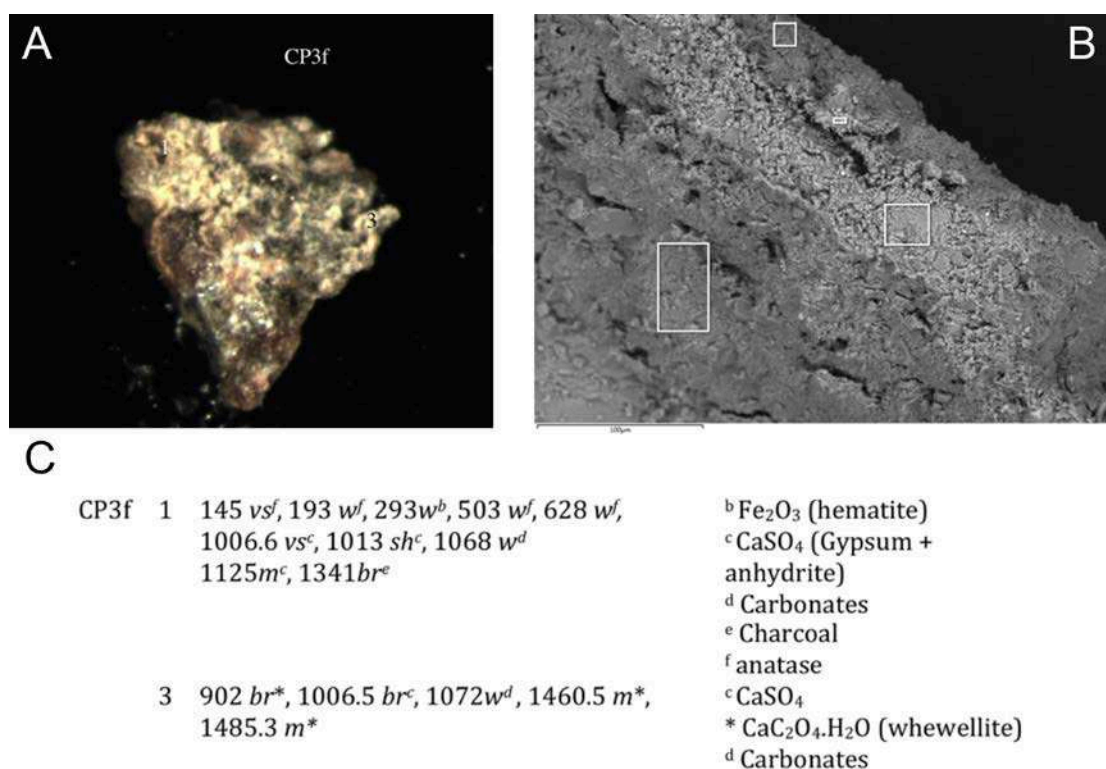 A
CP3f
1
3
B
100µm
C
CP3f 1 145 vsᶠ, 193 wᶠ, 293wᵇ, 503 wᶠ, 628 wᶠ,
1006.6 vsᶜ, 1013 shᶜ, 1068 wᵈ
1125mᶜ, 1341brᵉ
ᵇ Fe₂O₃ (hematite)
ᶜ CaSO₄ (Gypsum +
anhydrite)
ᵈ Carbonates
ᵉ Charcoal
ᶠ anatase
3 902 br*, 1006.5 brᶜ, 1072wᵈ, 1460.5 m*,
1485.3 m*
ᶜ CaSO₄
* CaC₂O₄.H₂O (whewellite)
ᵈ Carbonates